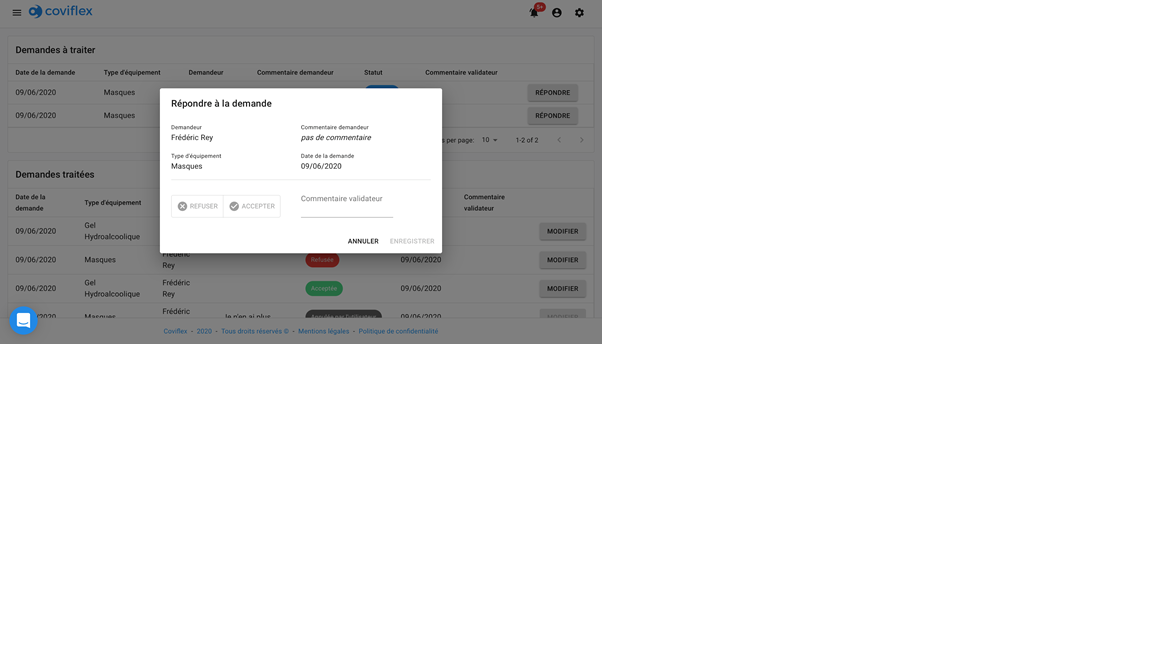 coviflex
9+
Demandes à traiter
Date de la demande Type d'équipement Demandeur Commentaire demandeur Statut Commentaire validateur
09/06/2020 Masques RÉPONDRE
Répondre à la demande
09/06/2020 Masques RÉPONDRE
Demandeur Commentaire demandeur
Frédéric Rey pas de commentaire
s per page: 10 1-2 of 2
Type d'équipement Date de la demande
Masques 09/06/2020
Demandes traitées
Date de la demande Type d'équipement Commentaire validateur
REFUSER ACCEPTER Commentaire validateur
09/06/2020 Gel Hydroalcoolique MODIFIER
ANNULER ENREGISTRER
09/06/2020 Masques Frédéric Rey Refusée 09/06/2020 MODIFIER
09/06/2020 Gel Hydroalcoolique Frédéric Rey Acceptée 09/06/2020 MODIFIER
09/06/2020 Masques Frédéric Je n'en ai plus Annulée par l'utilisateur 09/06/2020 MODIFIER
Coviflex • 2020 • Tous droits réservés © • Mentions légales • Politique de confidentialité